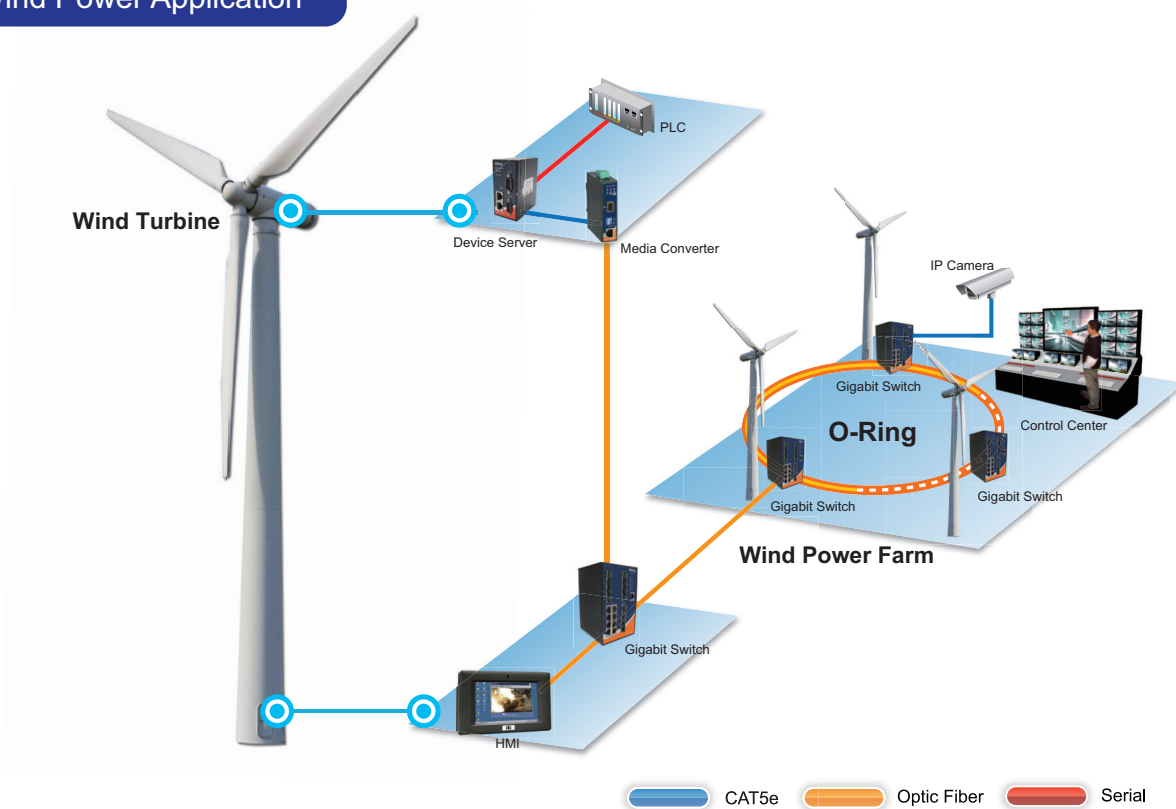 ind Power Application
PLC
Wind Turbine
Device Server
Media Converter
IP Camera
Gigabit Switch
O-Ring
Control Center
Gigabit Switch
Gigabit Switch
Wind Power Farm
Gigabit Switch
HMI
CAT5e
Optic Fiber
Serial